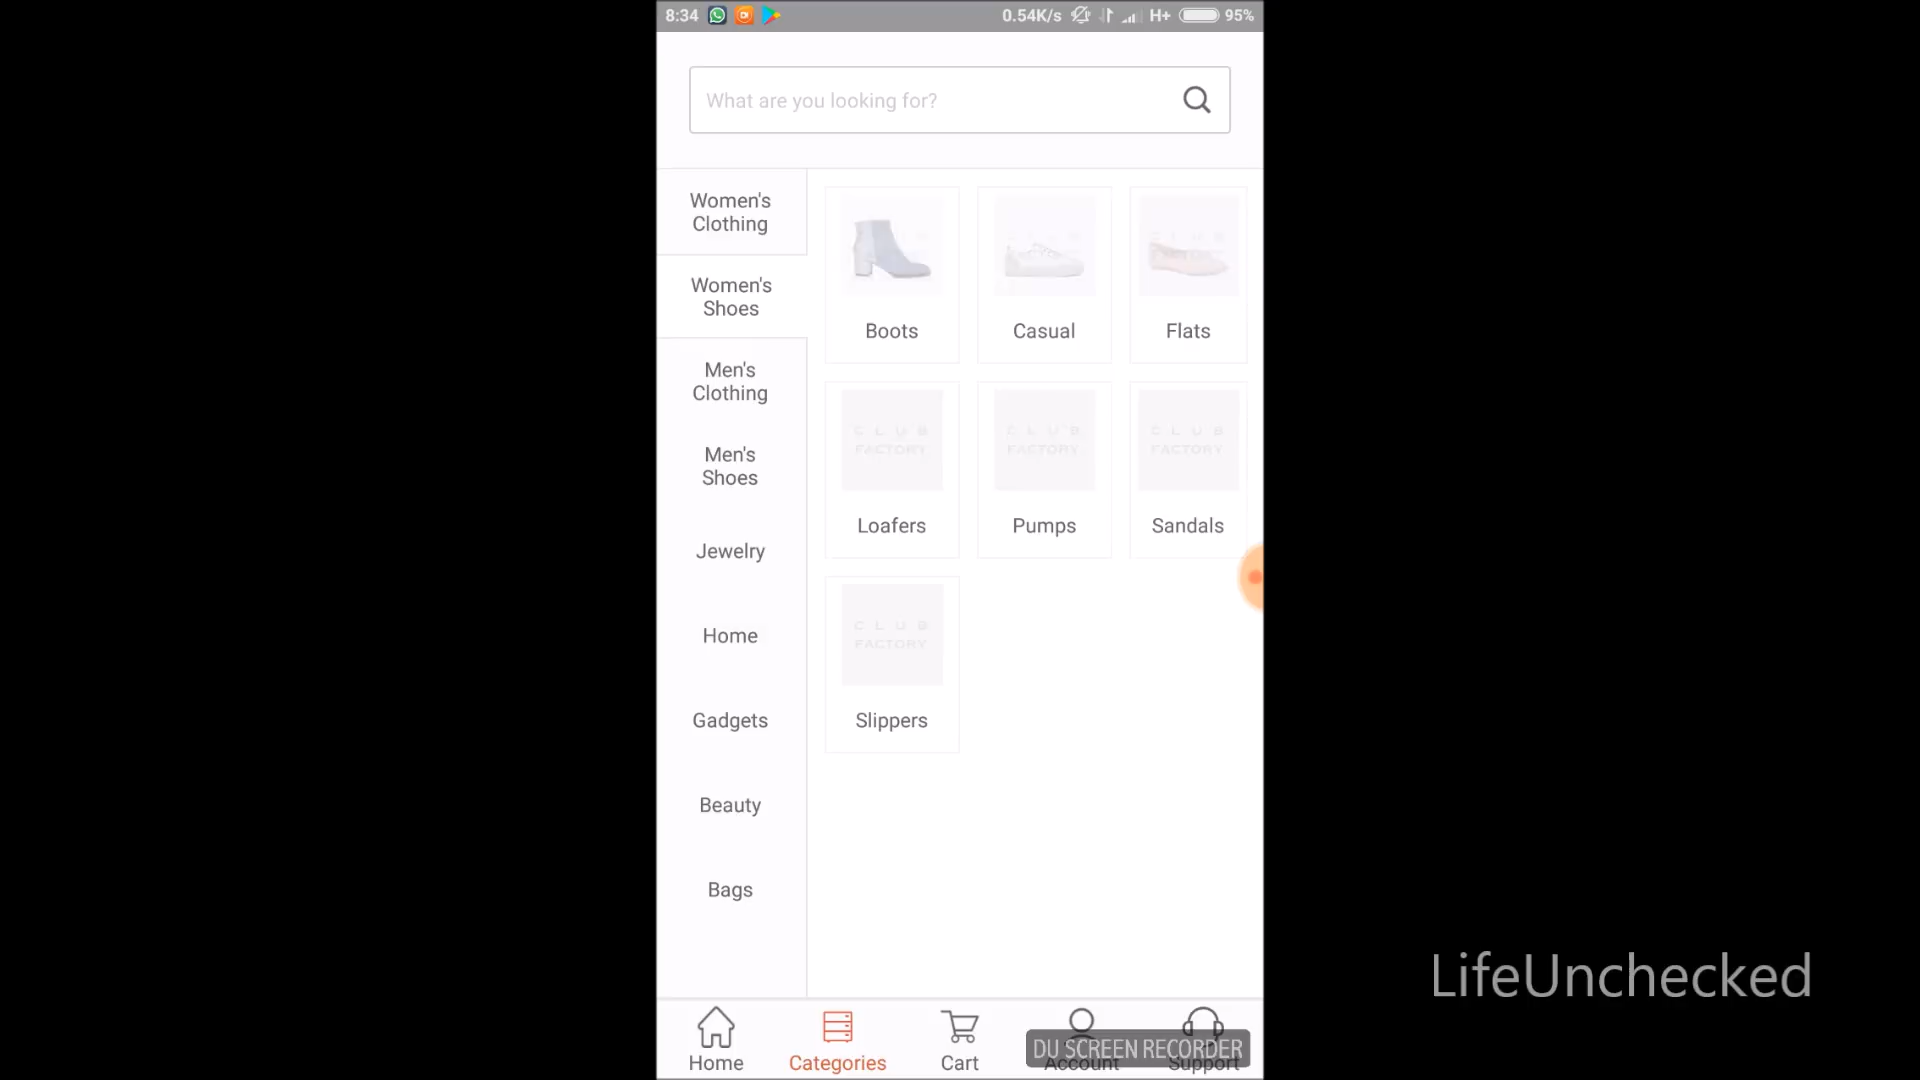 8:34
0.54K/s H+ 95%
What are you looking for?
Women's
Clothing
Women's
Shoes
Men's
Clothing
Men's
Shoes
Jewelry
Home
Gadgets
Beauty
Bags
Boots
Casual
Flats
CLUB
FACTORY
Loafers
CLUB
FACTORY
Pumps
CLUB
FACTORY
Sandals
CLUB
FACTORY
Slippers
LifeUnchecked
DU SCREEN RECORDER
Home
Categories
Cart
Account
Support